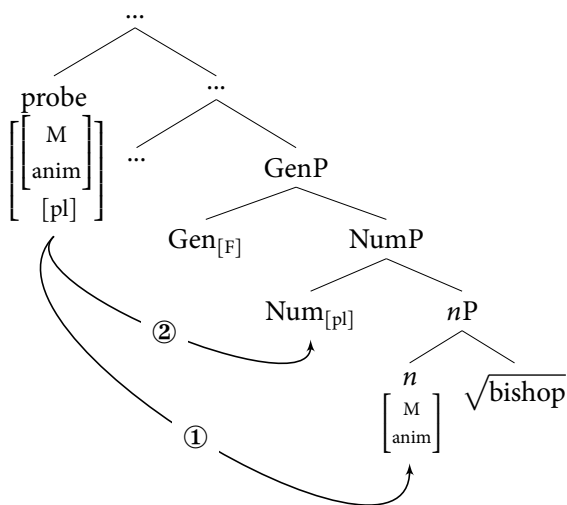 ...
probe
...
M
anim
[pl]
...
GenP
Gen[F]
NumP
Num[pl]
nP
②
n
√bishop
M
anim
①